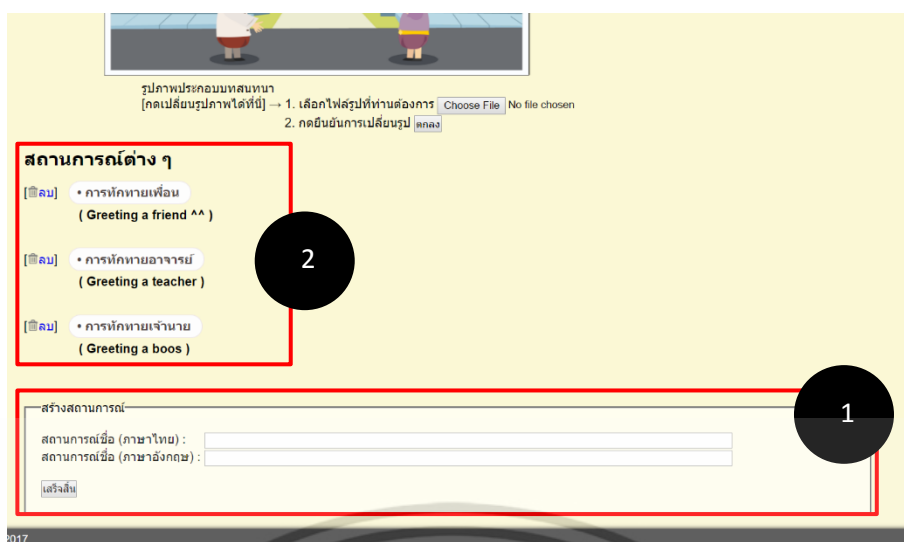 รูปภาพประกอบบทสนทนา
[กดเปลี่ยนรูปภาพได้ที่นี่] → 1. เลือกไฟล์รูปที่ท่านต้องการ Choose File No file chosen
2. กดยืนยันการเปลี่ยนรูป ตกลง
สถานการณ์ต่าง ๆ
[ลบ] • การทักทายเพื่อน
( Greeting a friend ^^ )
[ลบ] • การทักทายอาจารย์
( Greeting a teacher )
2
[ลบ] • การทักทายเจ้านาย
( Greeting a boos )
สร้างสถานการณ์
1
สถานการณ์ชื่อ (ภาษาไทย) :
สถานการณ์ชื่อ (ภาษาอังกฤษ) :
เสร็จสิ้น
2017